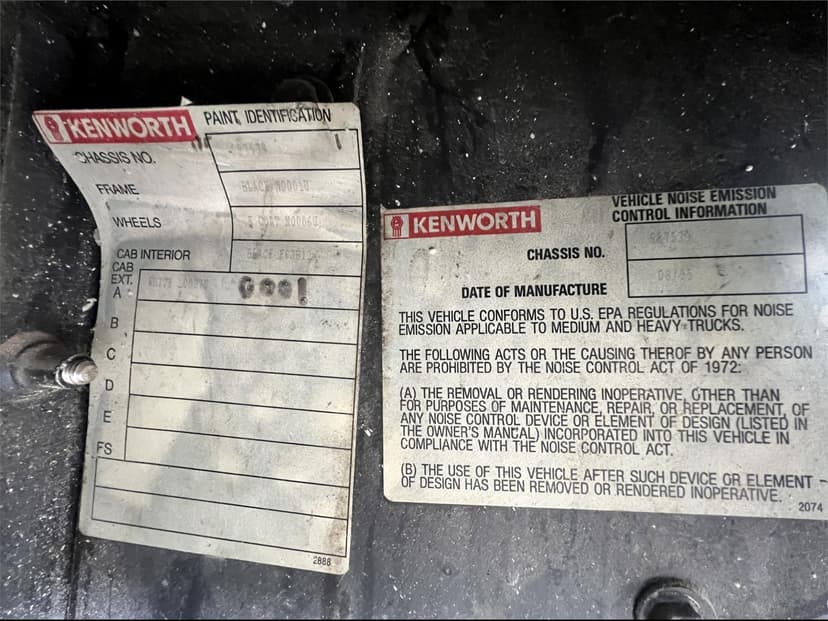 KENWORTH PAINT IDENTIFICATION
CHASSIS NO.
FRAME BLACK N0001U
WHEELS
CAB INTERIOR
CAB
EXT.
A WHITE
B
C
D
E
FS
2888
KENWORTH
VEHICLE NOISE EMISSION
CONTROL INFORMATION
CHASSIS NO.
DATE OF MANUFACTURE
THIS VEHICLE CONFORMS TO U.S. EPA REGULATIONS FOR NOISE
EMISSION APPLICABLE TO MEDIUM AND HEAVY TRUCKS.
THE FOLLOWING ACTS OR THE CAUSING THEROF BY ANY PERSON
ARE PROHIBITED BY THE NOISE CONTROL ACT OF 1972:
(A) THE REMOVAL OR RENDERING INOPERATIVE, OTHER THAN
FOR PURPOSES OF MAINTENANCE, REPAIR, OR REPLACEMENT, OF
ANY NOISE CONTROL DEVICE OR ELEMENT OF DESIGN (LISTED IN
THE OWNER'S MANUAL) INCORPORATED INTO THIS VEHICLE IN
COMPLIANCE WITH THE NOISE CONTROL ACT.
(B) THE USE OF THIS VEHICLE AFTER SUCH DEVICE OR ELEMENT
OF DESIGN HAS BEEN REMOVED OR RENDERED INOPERATIVE.
2074